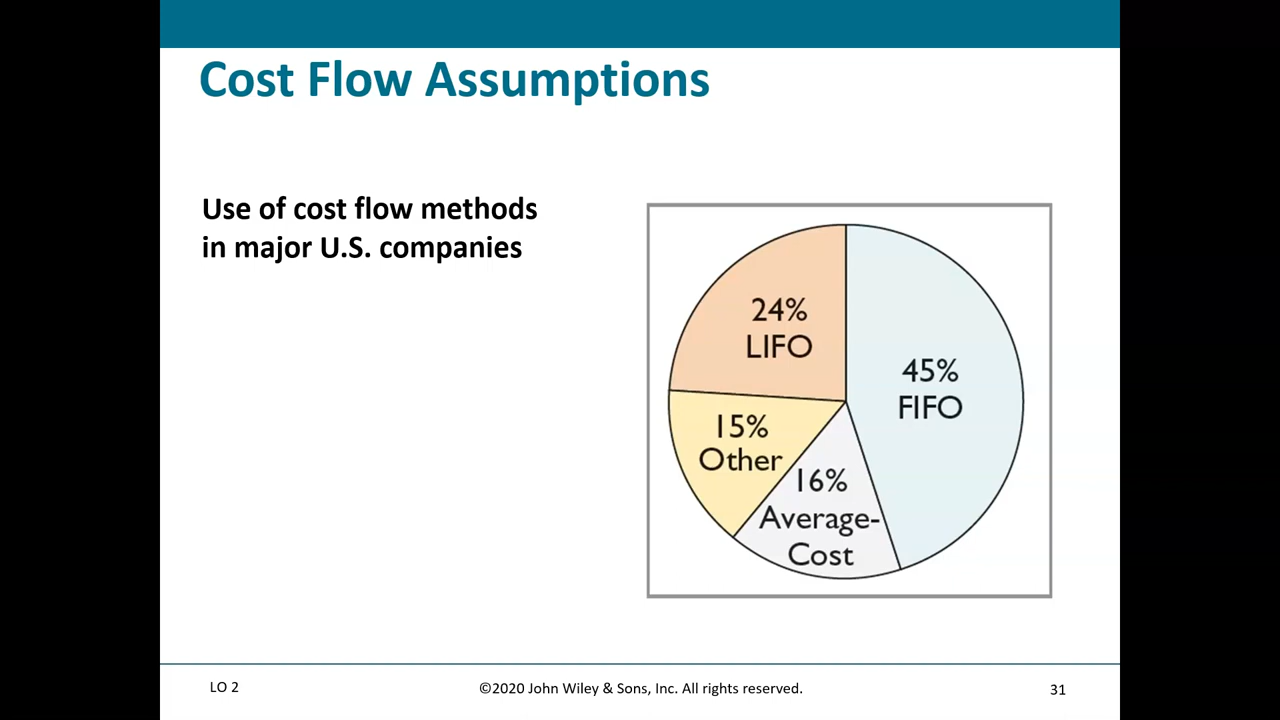 Cost Flow Assumptions
Use of cost flow methods
in major U.S. companies
24%
LIFO
45%
FIFO
15%
Other
16%
Average-
Cost
LO 2
©2020 John Wiley & Sons, Inc. All rights reserved.
31